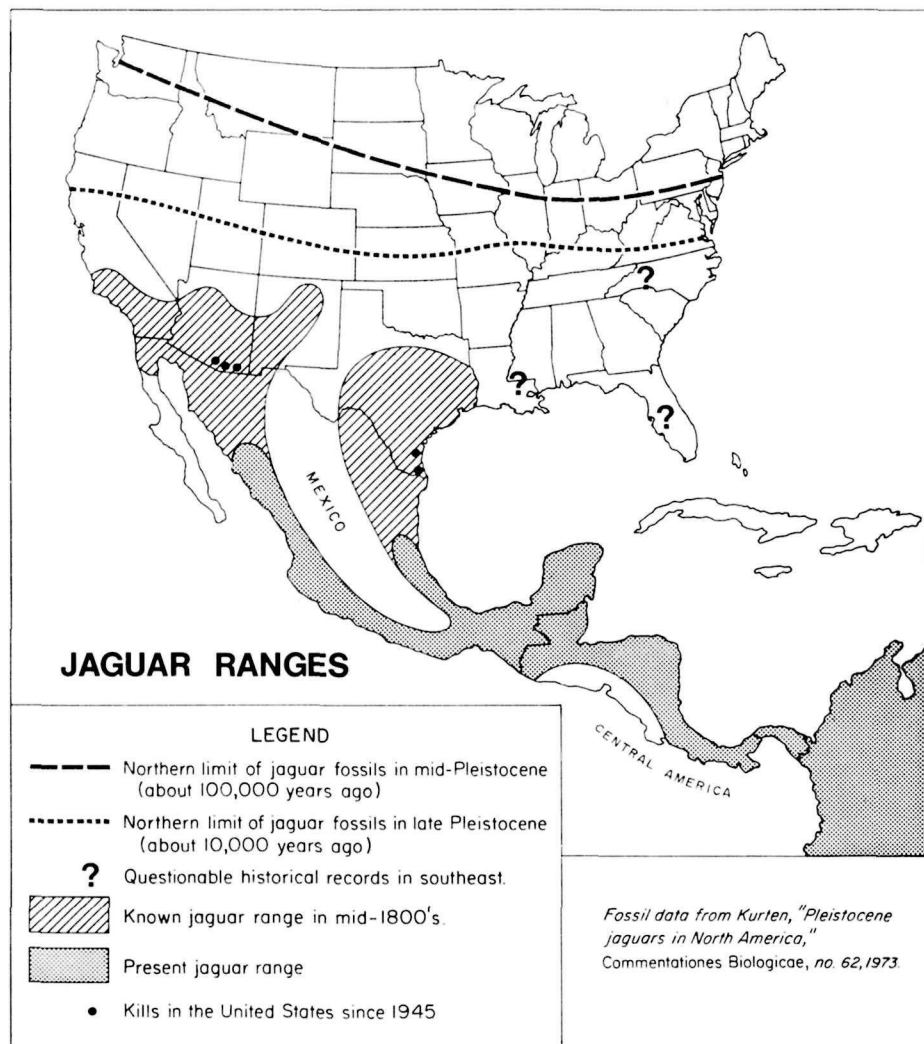 ?
?
?
MEXICO
JAGUAR RANGES
CENTRAL AMERICA
LEGEND
Northern limit of jaguar fossils in mid-Pleistocene
(about 100,000 years ago)
Northern limit of jaguar fossils in late Pleistocene
(about 10,000 years ago)
? Questionable historical records in southeast.
Known jaguar range in mid-1800's.
Present jaguar range
Kills in the United States since 1945
Fossil data from Kurten, "Pleistocene
jaguars in North America,"
Commentationes Biologicae, no. 62, 1973.